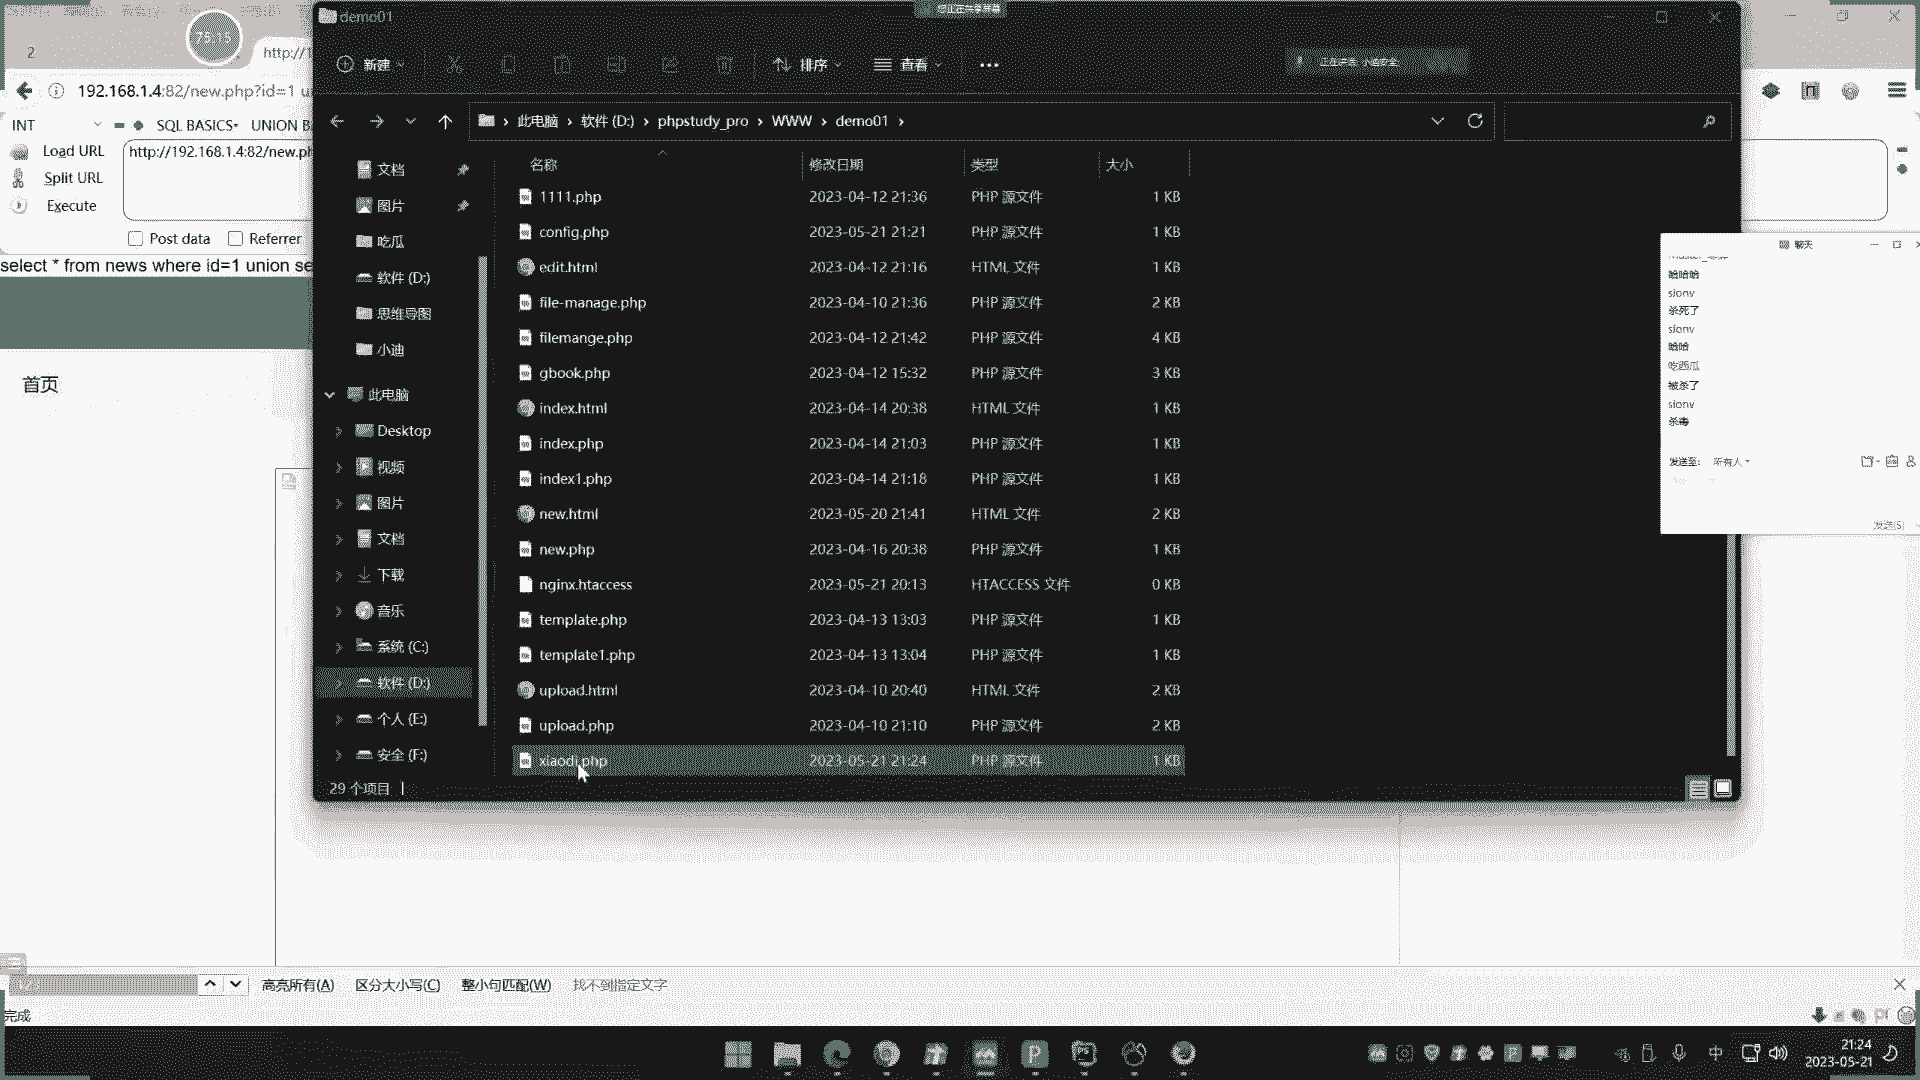 demo01
您正在共享屏幕
75:15
2
http://1
新建
排序
查看
正在讲话: 小迪安全
192.168.1.4:82/new.php?id=1 u
此电脑 › 软件 (D:) › phpstudy_pro › WWW › demo01 ›
INT
SQL BASICS
UNION B
Load URL
http://192.168.1.4:82/new.ph
Split URL
Execute
Post data
Referrer
select * from news where id=1 union se
首页
文档
图片
吃瓜
软件 (D:)
思维导图
小迪
此电脑
Desktop
视频
图片
文档
下载
音乐
系统 (C:)
软件 (D:)
个人 (E:)
安全 (F:)
名称 修改日期 类型 大小
1111.php 2023-04-12 21:36 PHP 源文件 1 KB
config.php 2023-05-21 21:21 PHP 源文件 1 KB
edit.html 2023-04-12 21:16 HTML 文件 1 KB
file-manage.php 2023-04-10 21:36 PHP 源文件 2 KB
filemange.php 2023-04-12 21:42 PHP 源文件 4 KB
gbook.php 2023-04-12 15:32 PHP 源文件 3 KB
index.html 2023-04-14 20:38 HTML 文件 1 KB
index.php 2023-04-14 21:03 PHP 源文件 1 KB
index1.php 2023-04-14 21:18 PHP 源文件 1 KB
new.html 2023-05-20 21:41 HTML 文件 2 KB
new.php 2023-04-16 20:38 PHP 源文件 1 KB
nginx.htaccess 2023-05-21 20:13 HTACCESS 文件 0 KB
template.php 2023-04-13 13:03 PHP 源文件 1 KB
template1.php 2023-04-13 13:04 PHP 源文件 1 KB
upload.html 2023-04-10 20:40 HTML 文件 2 KB
upload.php 2023-04-10 21:10 PHP 源文件 2 KB
xiaodi.php 2023-05-21 21:24 PHP 源文件 1 KB
29 个项目
聊天
哈哈哈
sionv
杀死了
sionv
哈哈
吃西瓜
被杀了
sionv
杀毒
发送至: 所有人
发送(S)
123
高亮所有(A)
区分大小写(C)
整小句匹配(W)
找不到指定文字
完成
中
21:24
2023-05-21